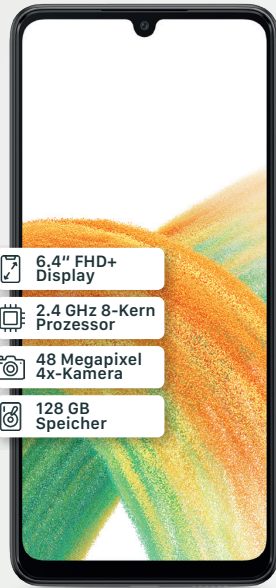 6.4“ FHD+
Display
2.4 GHz 8-Kern
Prozessor
48 Megapixel
4x-Kamera
128 GB
Speicher